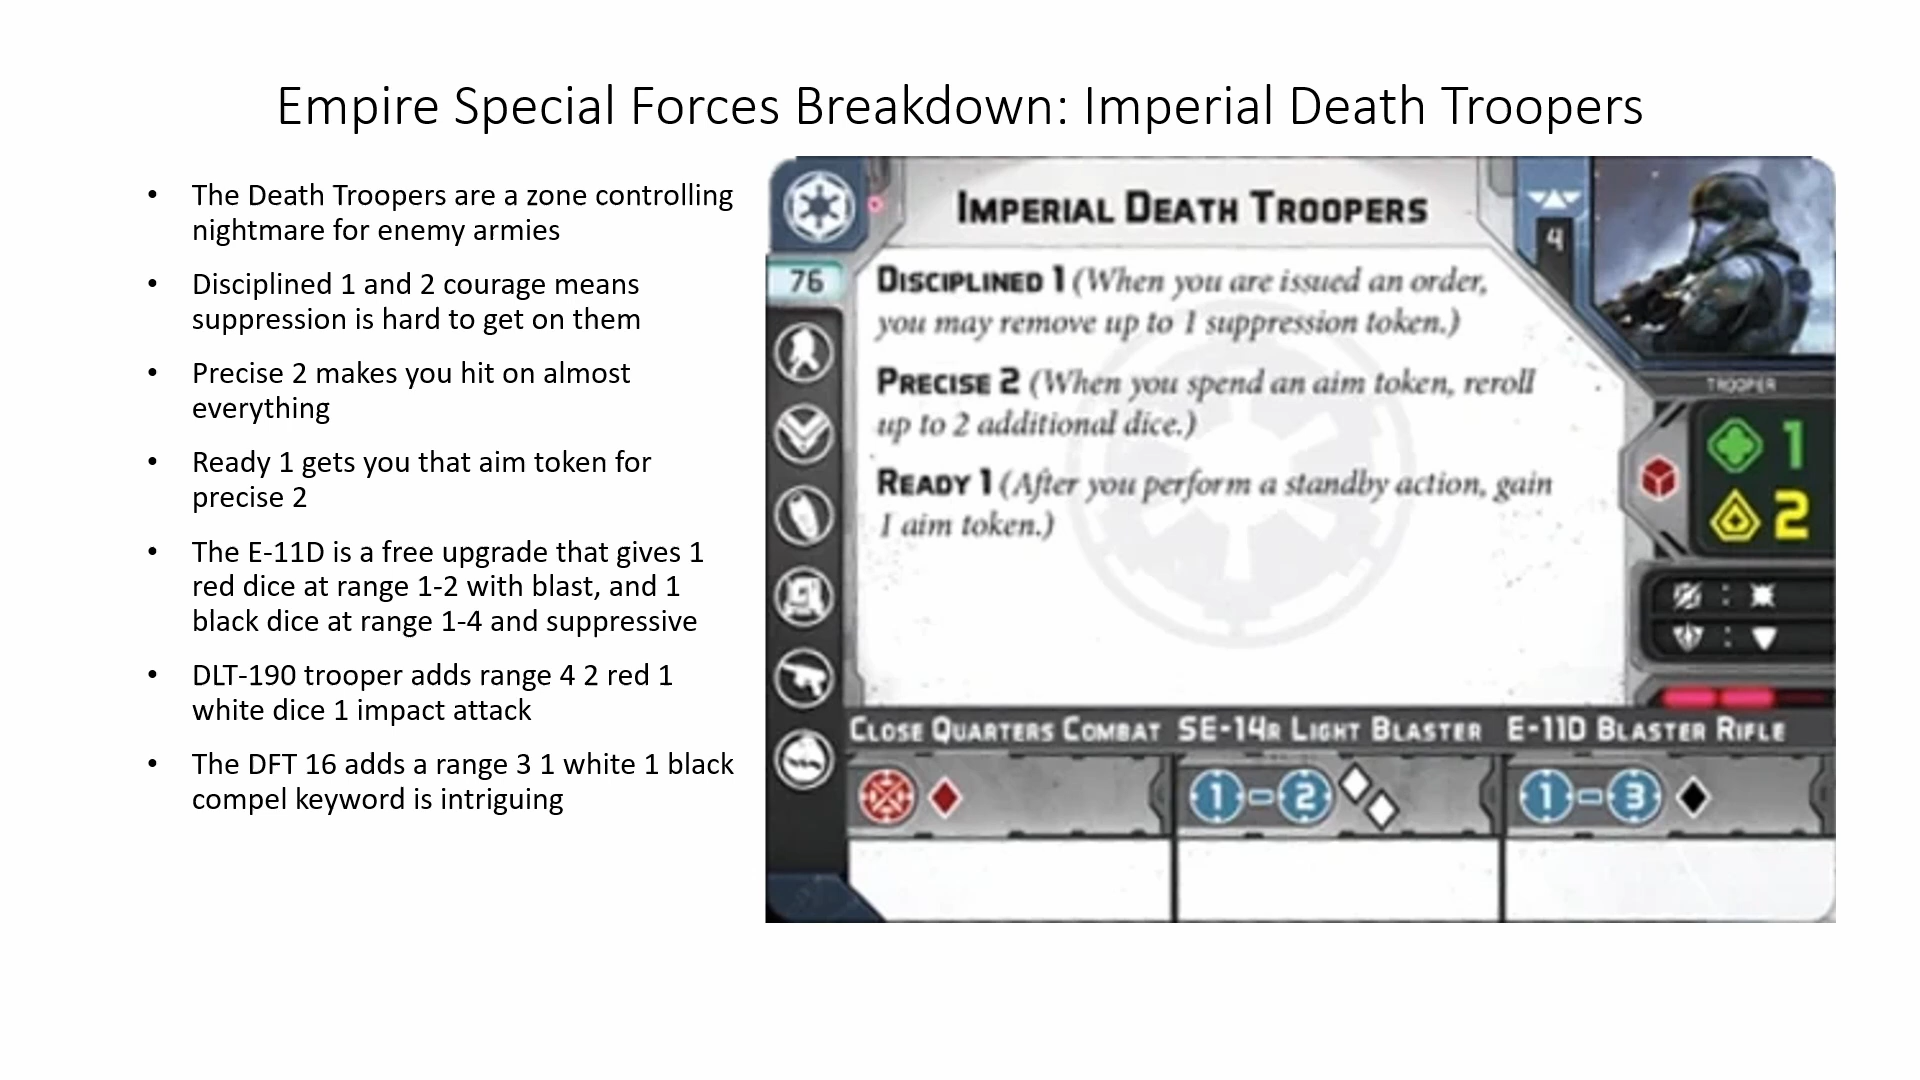 Empire Special Forces Breakdown: Imperial Death Troopers
• The Death Troopers are a zone controlling
nightmare for enemy armies
• Disciplined 1 and 2 courage means
suppression is hard to get on them
• Precise 2 makes you hit on almost
everything
• Ready 1 gets you that aim token for
precise 2
• The E-11D is a free upgrade that gives 1
red dice at range 1-2 with blast, and 1
black dice at range 1-4 and suppressive
• DLT-190 trooper adds range 4 2 red 1
white dice 1 impact attack
• The DFT 16 adds a range 3 1 white 1 black
compel keyword is intriguing
Imperial Death Troopers
4
76
Disciplined 1 (When you are issued an order,
you may remove up to 1 suppression token.)
Precise 2 (When you spend an aim token, reroll
up to 2 additional dice.)
Ready 1 (After you perform a standby action, gain
1 aim token.)
Trooper
1
2
:
:
Close Quarters Combat
SE-14r Light Blaster
1-2
E-11D Blaster Rifle
1-3